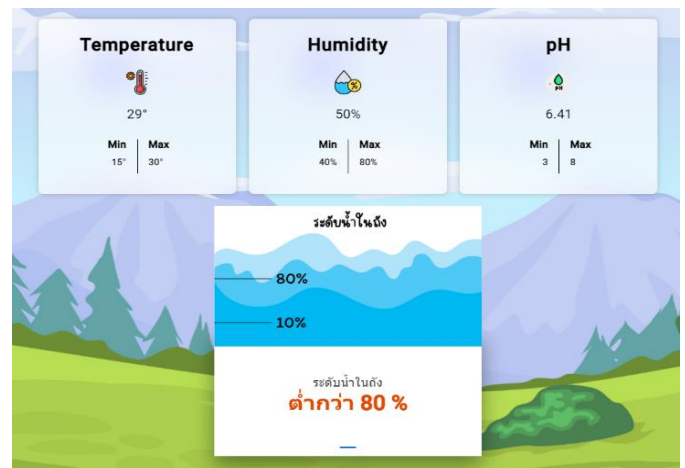 Temperature
29°
Min Max
15° 30°
Humidity
%
50%
Min Max
40% 80%
pH
PH
6.41
Min Max
3 8
ระดับน้ำในถัง
80%
10%
ระดับน้ำในถัง
ต่ำกว่า 80 %